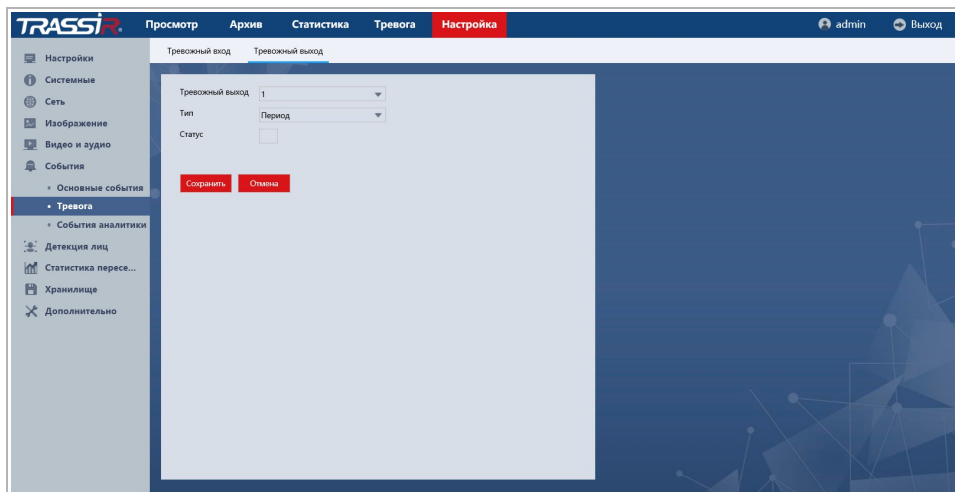 TRASSIR
Просмотр Архив Статистика Тревога Настройка admin Выход
Тревожный вход Тревожный выход
Настройки
Системные
Сеть
Изображение
Видео и аудио
События
Основные события
Тревога
События аналитики
Детекция лиц
Статистика пересе...
Хранилище
Дополнительно
Тревожный выход 1
Тип Период
Статус
Сохранить Отмена